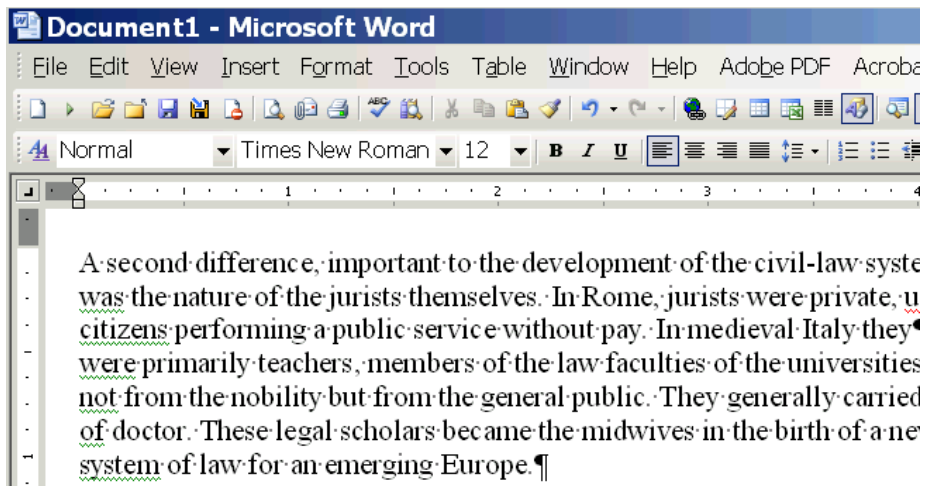 Document1 - Microsoft Word
File Edit View Insert Format Tools Table Window Help Adobe PDF
Normal Times New Roman 12 B I U
1 2 3 4
A second difference, important to the development of the civil-law
was the nature of the jurists themselves. In Rome, jurists were private,
citizens performing a public service without pay. In medieval Italy they¶
were primarily teachers, members of the law faculties of the universities
not from the nobility but from the general public. They generally carried
of doctor. These legal scholars became the midwives in the birth of a
system of law for an emerging Europe.¶